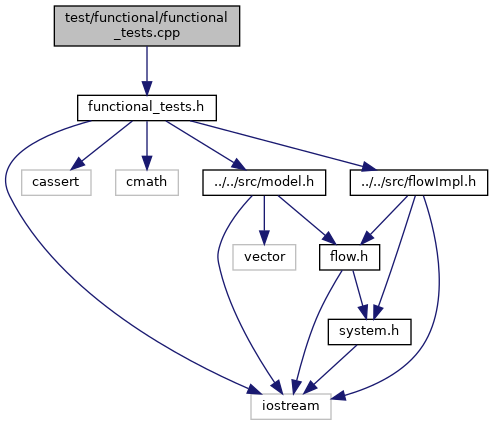 test/functional/functional
_tests.cpp
functional_tests.h
cassert
cmath
../../src/model.h
../../src/flowImpl.h
vector
flow.h
system.h
iostream